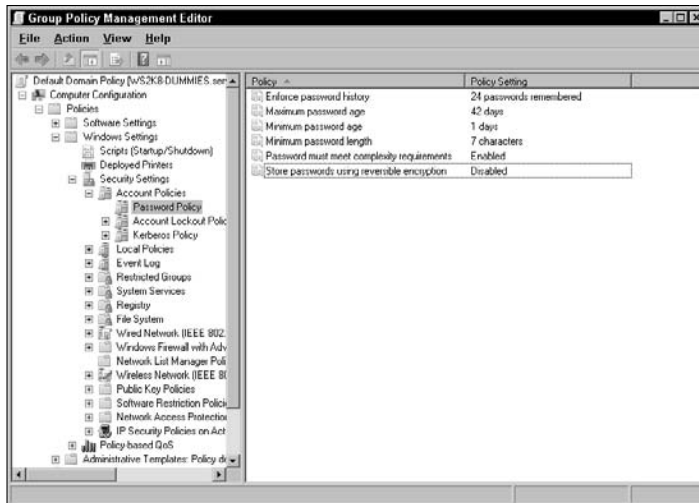 Group Policy Management Editor
File Action View Help
Default Domain Policy [WS2K8-DUMMIES.ser
Computer Configuration
Policies
Software Settings
Windows Settings
Scripts (Startup/Shutdown)
Deployed Printers
Security Settings
Account Policies
Password Policy
Account Lockout Polic
Kerberos Policy
Local Policies
Event Log
Restricted Groups
System Services
Registry
File System
Wired Network (IEEE 802.
Windows Firewall with Adv
Network List Manager Poli
Wireless Network (IEEE 80
Public Key Policies
Software Restriction Policie
Network Access Protection
IP Security Policies on Act
Policy-based QoS
Administrative Templates: Policy de
Policy Policy Setting
Enforce password history 24 passwords remembered
Maximum password age 42 days
Minimum password age 1 days
Minimum password length 7 characters
Password must meet complexity requirements Enabled
Store passwords using reversible encryption Disabled